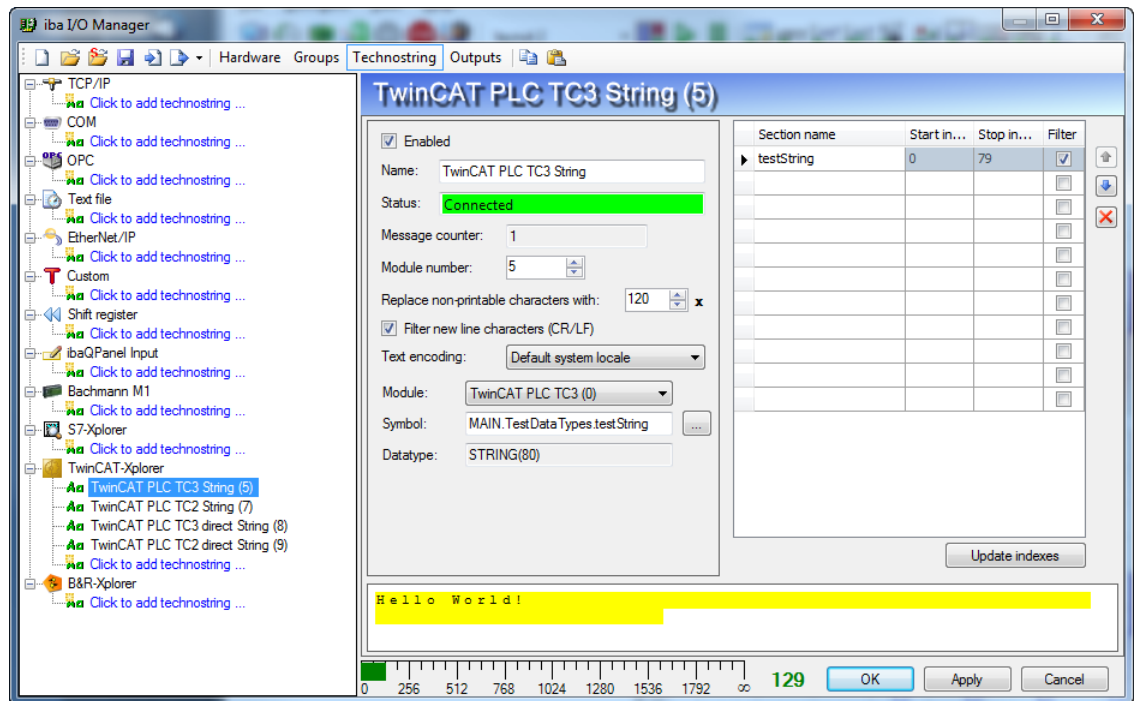 iba I/O Manager
Hardware Groups Technostring Outputs
TCP/IP
Click to add technostring ...
COM
Click to add technostring ...
OPC
Click to add technostring ...
Text file
Click to add technostring ...
EtherNet/IP
Click to add technostring ...
Custom
Click to add technostring ...
Shift register
Click to add technostring ...
ibaQPanel Input
Click to add technostring ...
Bachmann M1
Click to add technostring ...
S7-Xplorer
Click to add technostring ...
TwinCAT-Xplorer
TwinCAT PLC TC3 String (5)
TwinCAT PLC TC2 String (7)
TwinCAT PLC TC3 direct String (8)
TwinCAT PLC TC2 direct String (9)
Click to add technostring ...
B&R-Xplorer
Click to add technostring ...
TwinCAT PLC TC3 String (5)
Enabled
Name: TwinCAT PLC TC3 String
Status: Connected
Message counter: 1
Module number: 5
Replace non-printable characters with: 120 x
Filter new line characters (CR/LF)
Text encoding: Default system locale
Module: TwinCAT PLC TC3 (0)
Symbol: MAIN.TestDataTypes.testString ...
Datatype: STRING(80)
Section name Start in... Stop in... Filter
testString 0 79
Update indexes
Hello World!
0 256 512 768 1024 1280 1536 1792 ∞ 129 OK Apply Cancel